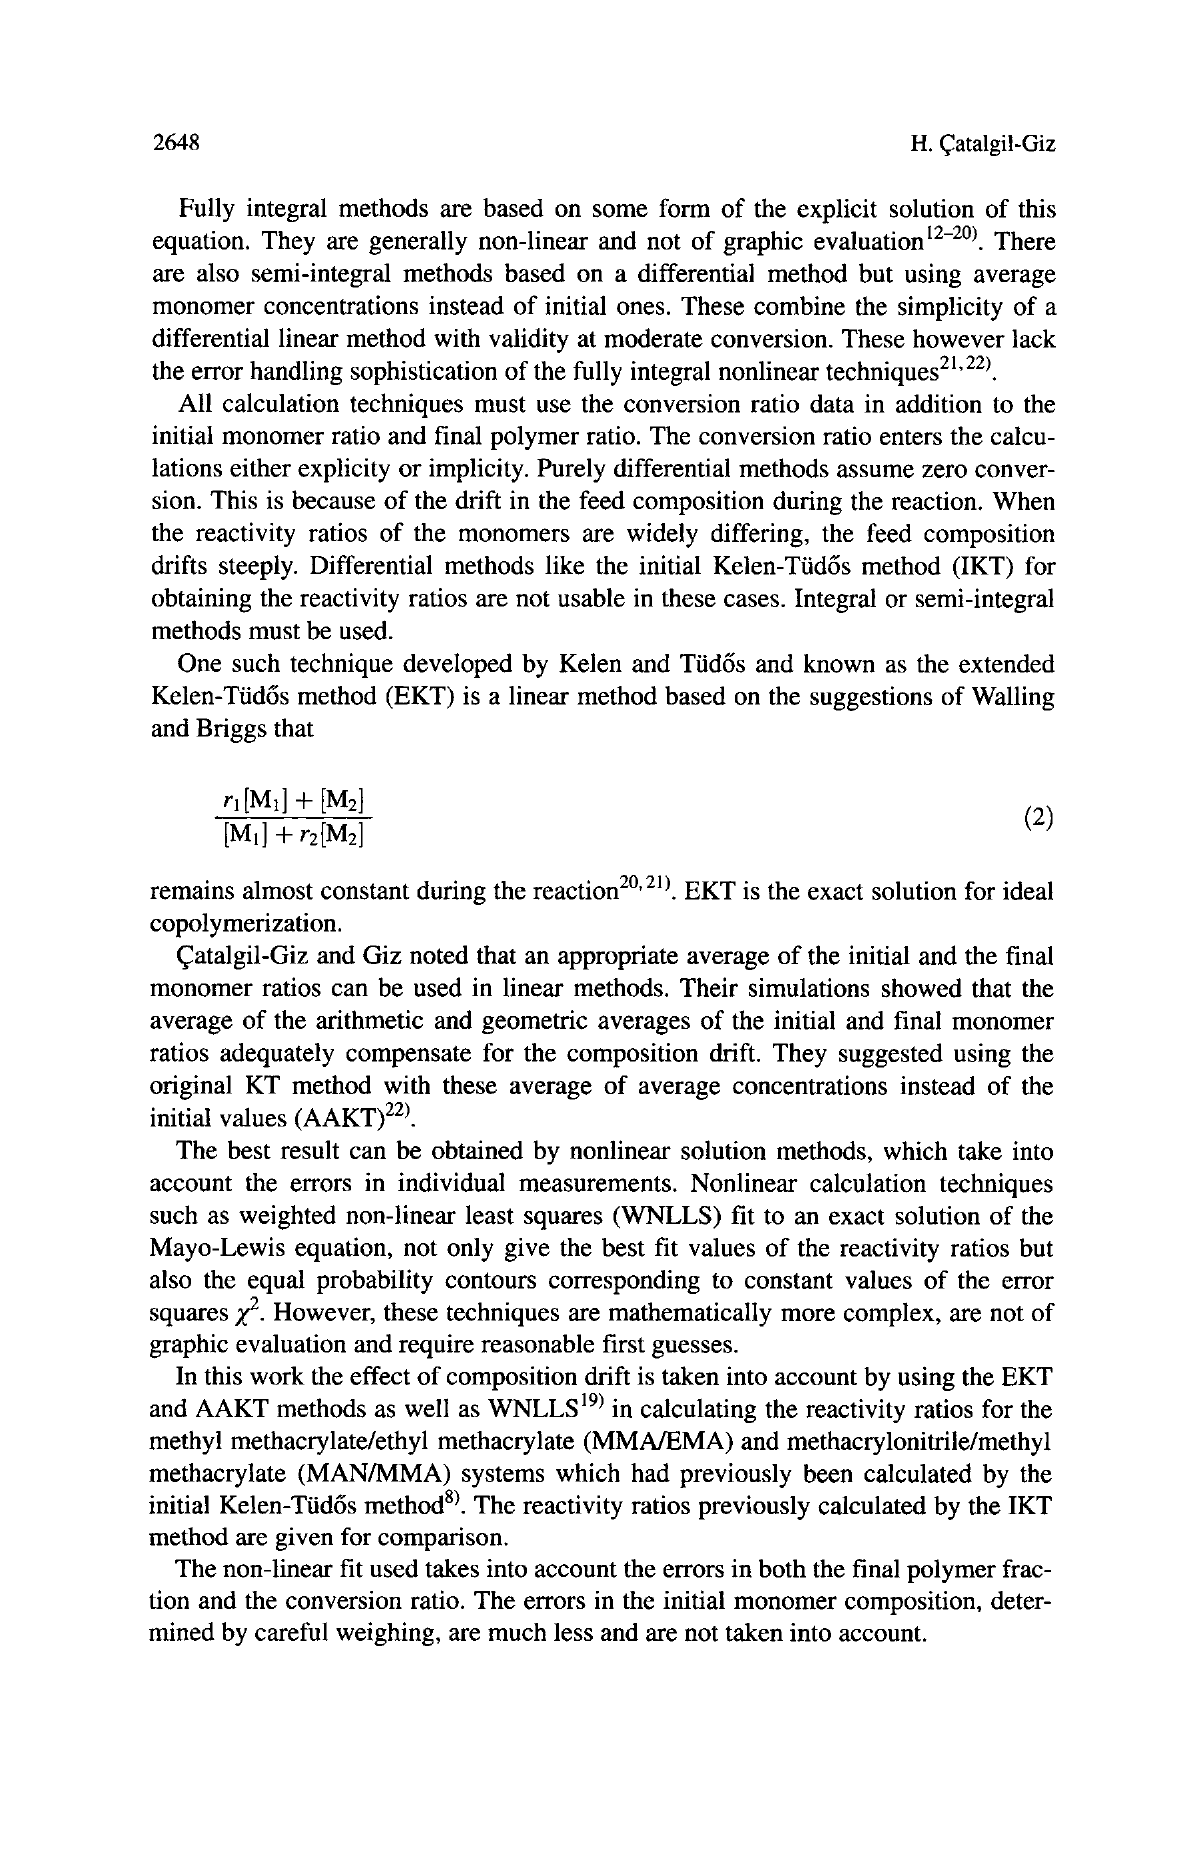 2648 H. Çatalgil-Giz
Fully integral methods are based on some form of the explicit solution of this
equation. They are generally non-linear and not of graphic evaluation¹²⁻²⁰⁾. There
are also semi-integral methods based on a differential method but using average
monomer concentrations instead of initial ones. These combine the simplicity of a
differential linear method with validity at moderate conversion. These however lack
the error handling sophistication of the fully integral nonlinear techniques²¹,²²⁾.
All calculation techniques must use the conversion ratio data in addition to the
initial monomer ratio and final polymer ratio. The conversion ratio enters the calcu-
lations either explicity or implicity. Purely differential methods assume zero conver-
sion. This is because of the drift in the feed composition during the reaction. When
the reactivity ratios of the monomers are widely differing, the feed composition
drifts steeply. Differential methods like the initial Kelen-Tüdős method (IKT) for
obtaining the reactivity ratios are not usable in these cases. Integral or semi-integral
methods must be used.
One such technique developed by Kelen and Tüdős and known as the extended
Kelen-Tüdős method (EKT) is a linear method based on the suggestions of Walling
and Briggs that
r₁[M₁] + [M₂]
[M₁] + r₂[M₂]
(2)
remains almost constant during the reaction²⁰,²¹⁾. EKT is the exact solution for ideal
copolymerization.
Çatalgil-Giz and Giz noted that an appropriate average of the initial and the final
monomer ratios can be used in linear methods. Their simulations showed that the
average of the arithmetic and geometric averages of the initial and final monomer
ratios adequately compensate for the composition drift. They suggested using the
original KT method with these average of average concentrations instead of the
initial values (AAKT)²²⁾.
The best result can be obtained by nonlinear solution methods, which take into
account the errors in individual measurements. Nonlinear calculation techniques
such as weighted non-linear least squares (WNLLS) fit to an exact solution of the
Mayo-Lewis equation, not only give the best fit values of the reactivity ratios but
also the equal probability contours corresponding to constant values of the error
squares χ². However, these techniques are mathematically more complex, are not of
graphic evaluation and require reasonable first guesses.
In this work the effect of composition drift is taken into account by using the EKT
and AAKT methods as well as WNLLS¹⁹⁾ in calculating the reactivity ratios for the
methyl methacrylate/ethyl methacrylate (MMA/EMA) and methacrylonitrile/methyl
methacrylate (MAN/MMA) systems which had previously been calculated by the
initial Kelen-Tüdős method⁸⁾. The reactivity ratios previously calculated by the IKT
method are given for comparison.
The non-linear fit used takes into account the errors in both the final polymer frac-
tion and the conversion ratio. The errors in the initial monomer composition, deter-
mined by careful weighing, are much less and are not taken into account.